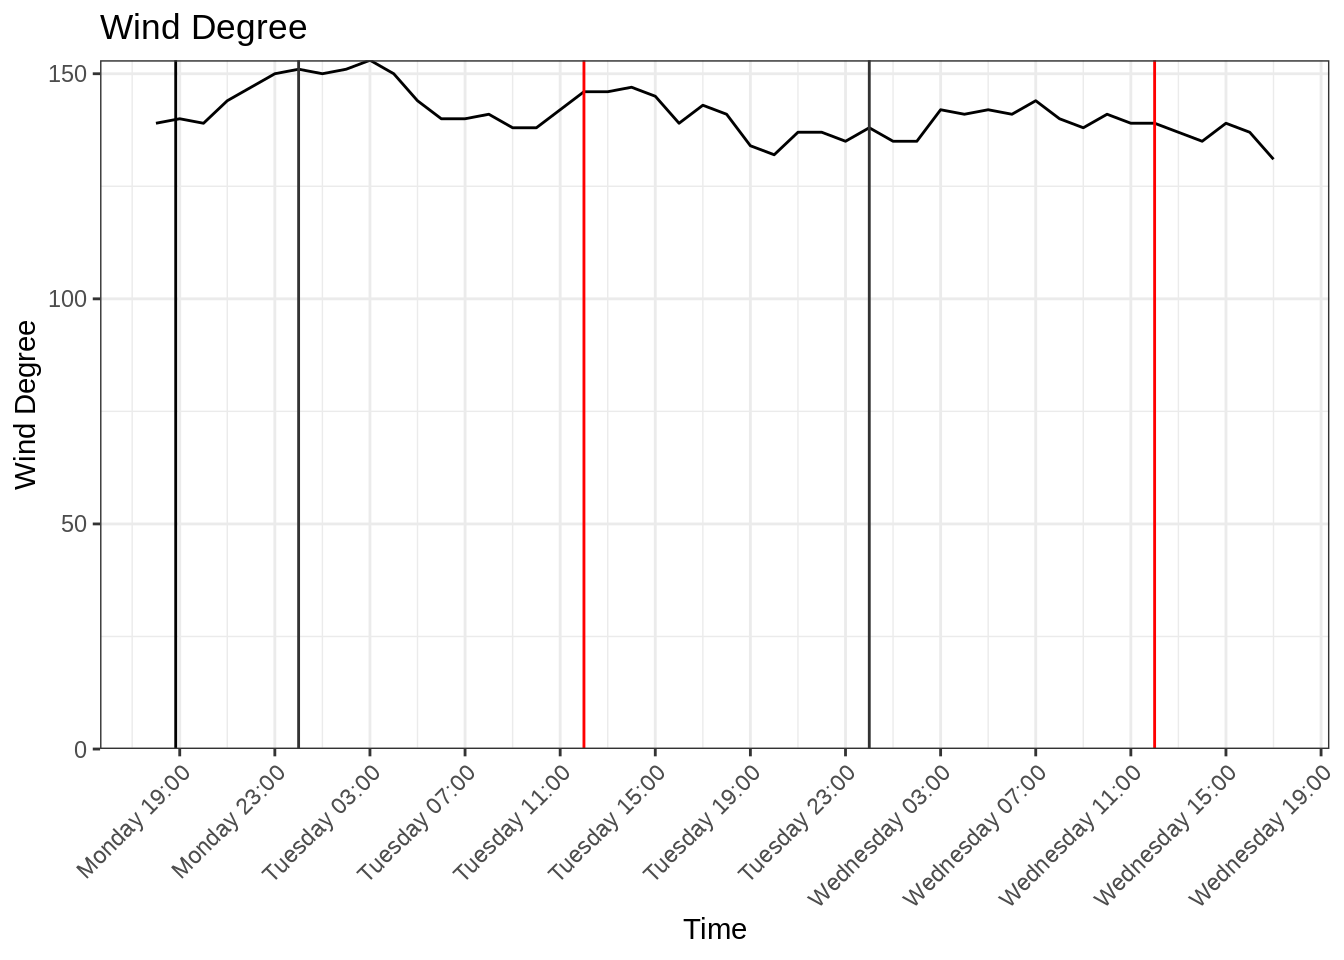 Wind Degree
Wind Degree
150
100
50
0
Monday 19:00
Monday 23:00
Tuesday 03:00
Tuesday 07:00
Tuesday 11:00
Tuesday 15:00
Tuesday 19:00
Tuesday 23:00
Wednesday 03:00
Wednesday 07:00
Wednesday 11:00
Wednesday 15:00
Wednesday 19:00
Time